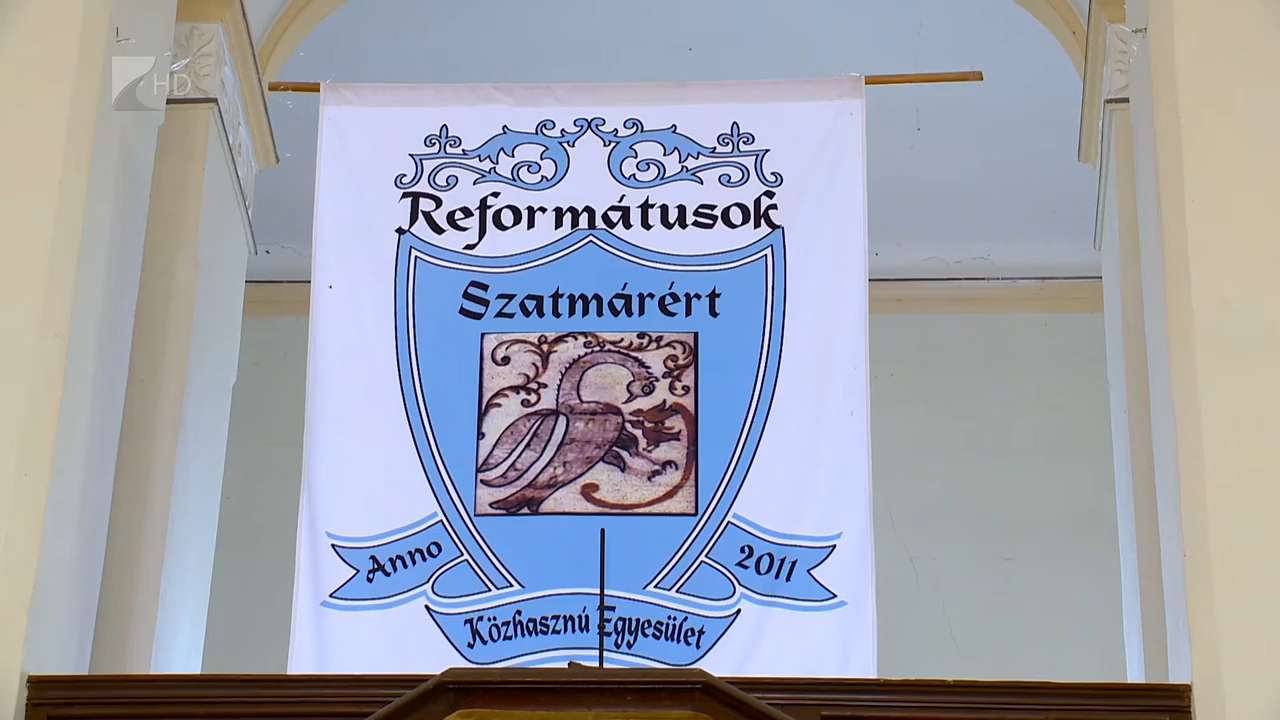 HD
Reformátusok
Szatmárért
Anno
2011
Közhasznú Egyesület